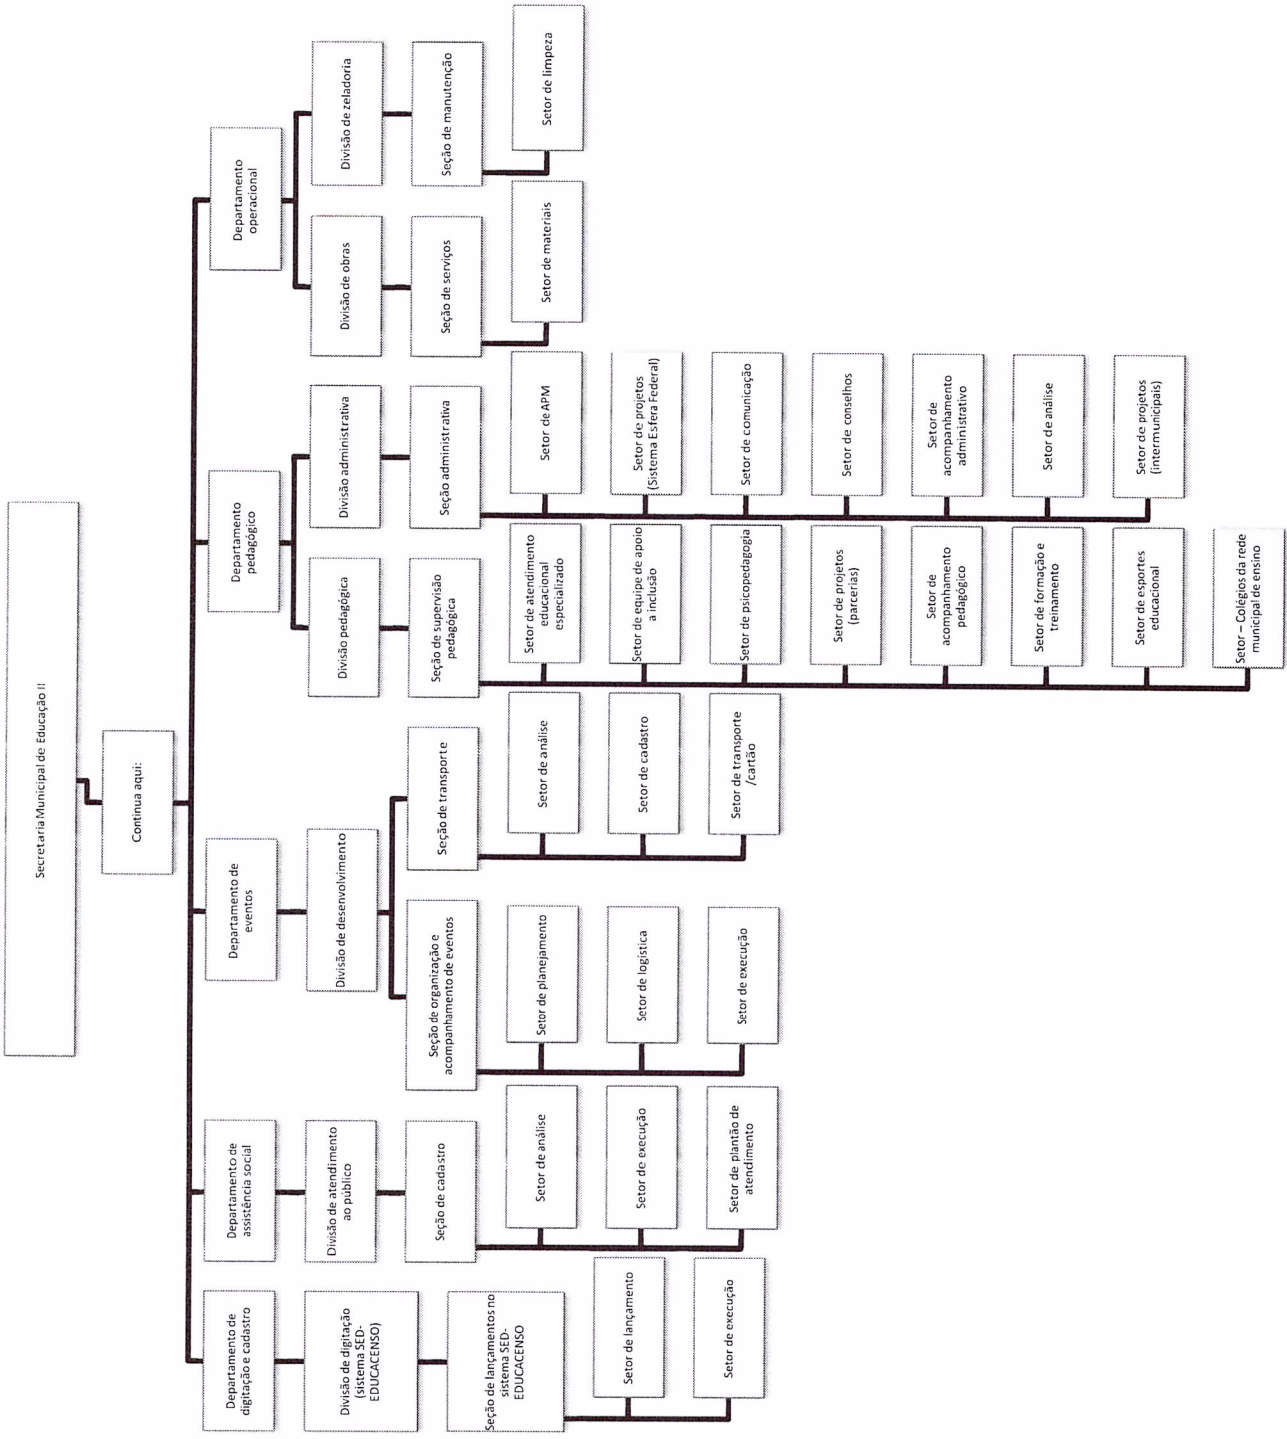 Secretaria Municipal de Educação II
Continua aqui:
Departamento de
digitação e cadastro
Divisão de digitação
(sistema SED-
EDUCACENSO)
Seção de lançamentos no
sistema SED-
EDUCACENSO
Setor de lançamento
Setor de execução
Departamento de
assistência social
Divisão de atendimento
ao público
Seção de cadastro
Setor de análise
Setor de execução
Setor de plantão de
atendimento
Departamento de
eventos
Divisão de desenvolvimento
Seção de organização e
acompanhamento de eventos
Setor de planejamento
Setor de logística
Setor de execução
Seção de transporte
Setor de análise
Setor de cadastro
Setor de transporte
/cartão
Departamento
pedagógico
Divisão pedagógica
Seção de supervisão
pedagógica
Setor de atendimento
educacional
especializado
Setor de equipe de apoio
a inclusão
Setor de psicopedagogia
Setor de projetos
(parcerias)
Setor de
acompanhamento
pedagógico
Setor de formação e
treinamento
Setor de esportes
educacional
Setor – Colégios da rede
municipal de ensino
Divisão administrativa
Seção administrativa
Setor de APM
Setor de projetos
(Sistema Esfera Federal)
Setor de comunicação
Setor de conselhos
Setor de
acompanhamento
administrativo
Setor de análise
Setor de projetos
(intermunicipais)
Departamento
operacional
Divisão de obras
Seção de serviços
Setor de materiais
Divisão de zeladoria
Seção de manutenção
Setor de limpeza